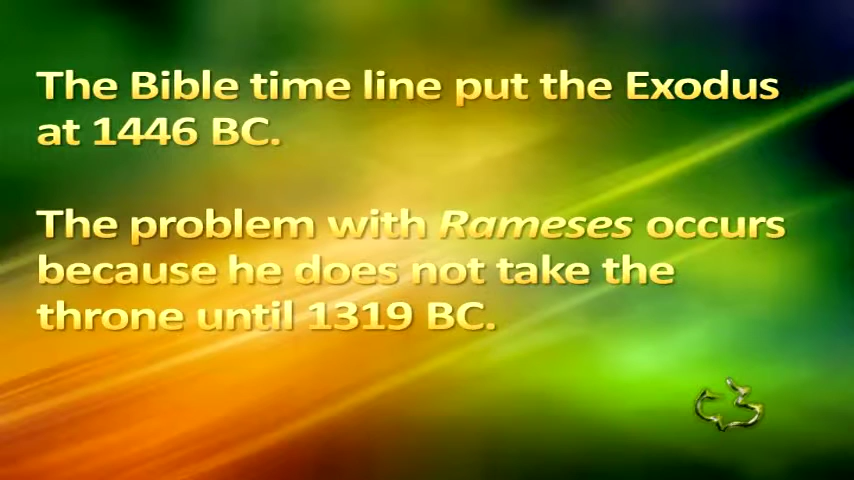 The Bible time line put the Exodus
at 1446 BC.
The problem with Rameses occurs
because he does not take the
throne until 1319 BC.